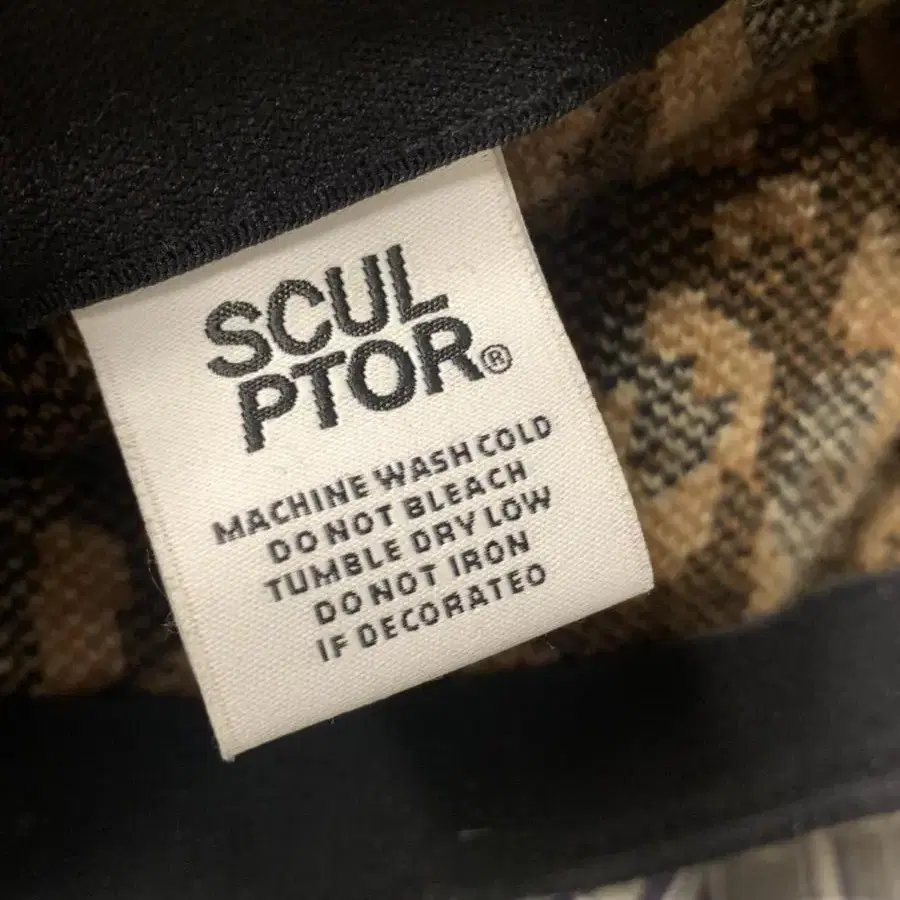 SCUL
PTOR®
MACHINE WASH COLD
DO NOT BLEACH
TUMBLE DRY LOW
DO NOT IRON
IF DECORATED